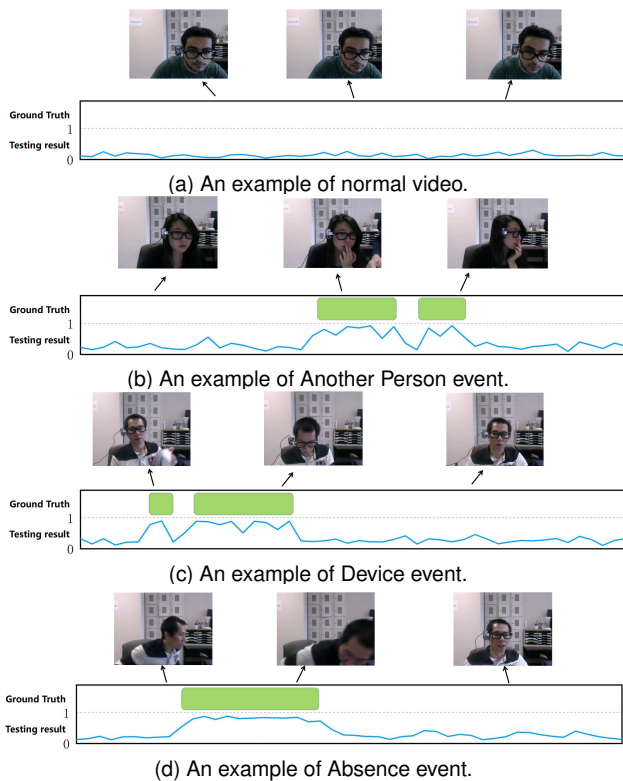 Ground Truth
1
Testing result
0
(a) An example of normal video.
Ground Truth
1
Testing result
0
(b) An example of Another Person event.
Ground Truth
1
Testing result
0
(c) An example of Device event.
Ground Truth
1
Testing result
0
(d) An example of Absence event.